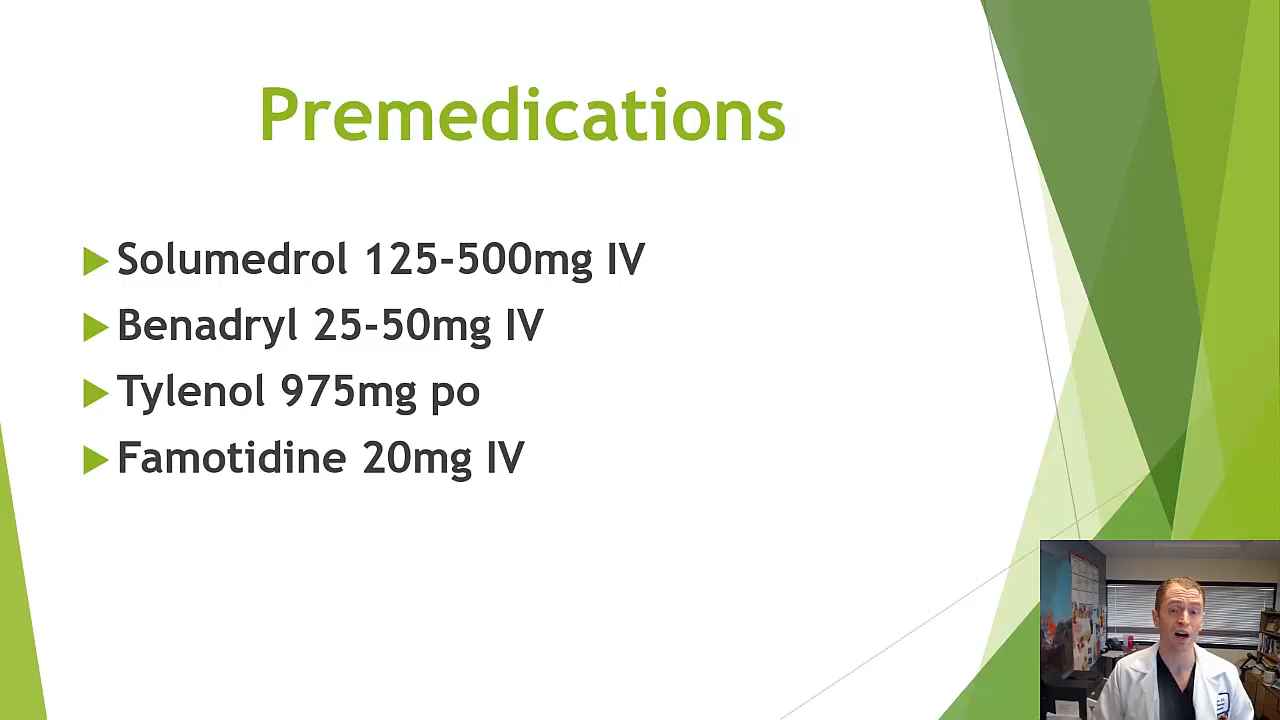 Premedications
Solumedrol 125-500mg IV
Benadryl 25-50mg IV
Tylenol 975mg po
Famotidine 20mg IV